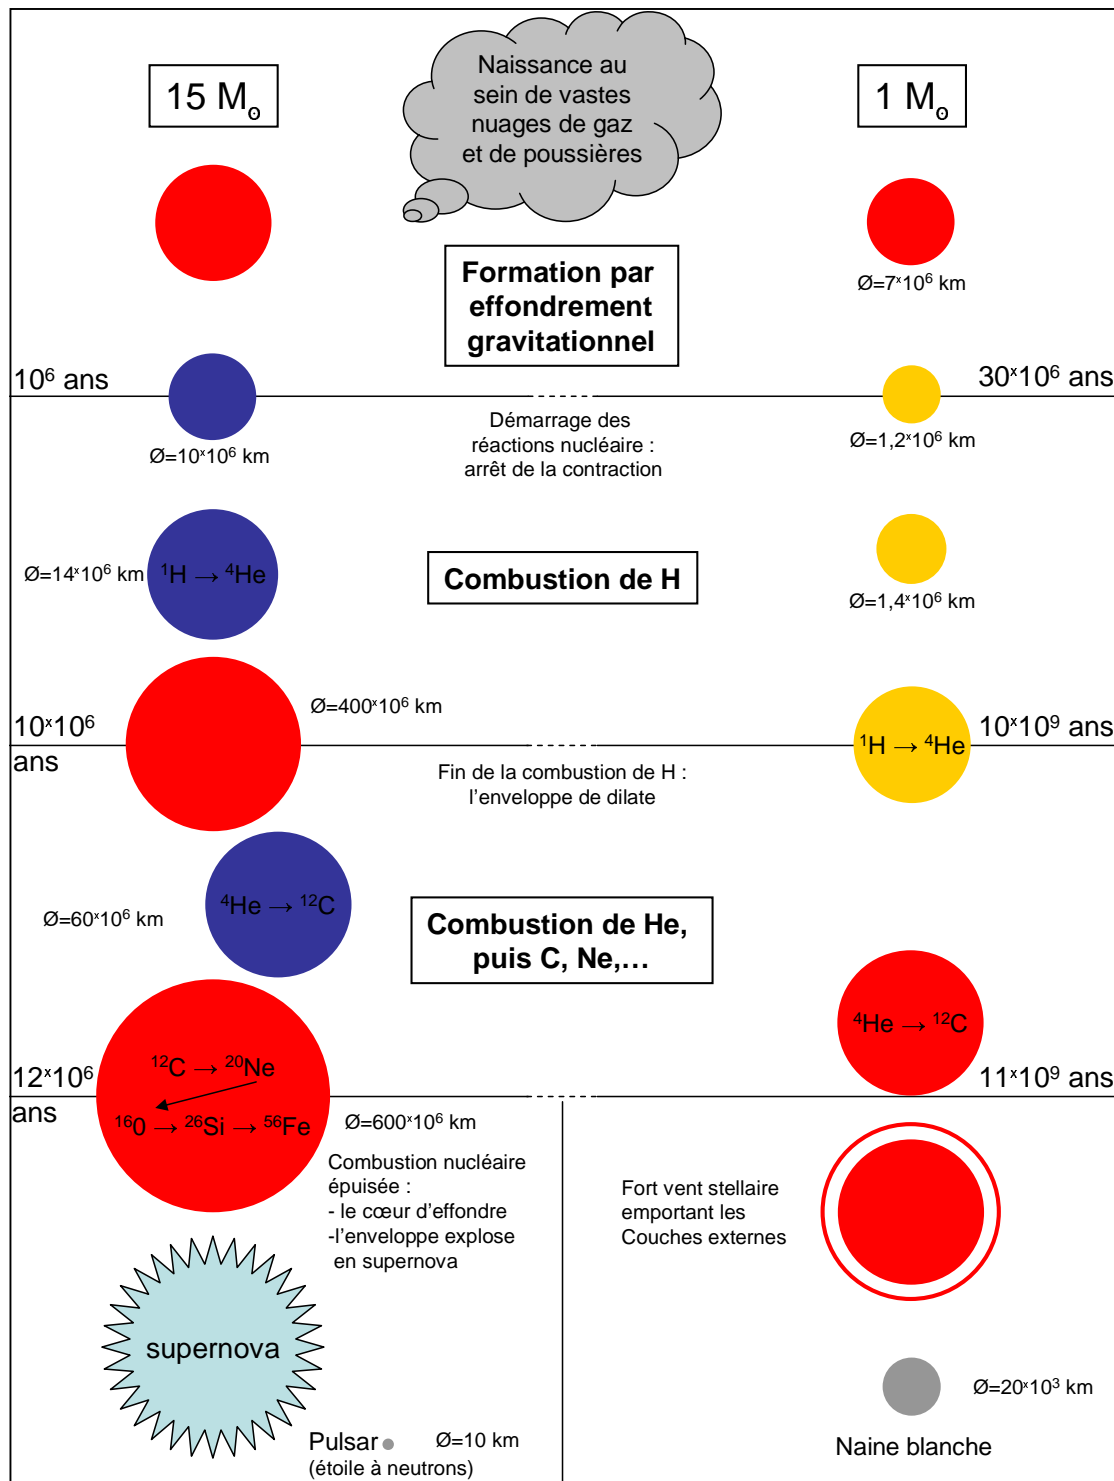 Naissance au
sein de vastes
nuages de gaz
et de poussières
15 M⊙
1 M⊙
Ø=7ˣ10⁶ km
Formation par
effondrement
gravitationnel
10⁶ ans
30ˣ10⁶ ans
Ø=10ˣ10⁶ km
Démarrage des
réactions nucléaire :
arrêt de la contraction
Ø=1,2ˣ10⁶ km
Ø=14ˣ10⁶ km
¹H → ⁴He
Combustion de H
Ø=1,4ˣ10⁶ km
Ø=400ˣ10⁶ km
10ˣ10⁶
ans
¹H → ⁴He
10ˣ10⁹ ans
Fin de la combustion de H :
l’enveloppe de dilate
⁴He → ¹²C
Ø=60ˣ10⁶ km
Combustion de He,
puis C, Ne,…
⁴He → ¹²C
12ˣ10⁶
ans
¹²C → ²⁰Ne
¹⁶0 → ²⁶Si → ⁵⁶Fe
11ˣ10⁹ ans
Ø=600ˣ10⁶ km
Combustion nucléaire
épuisée :
- le cœur d’effondre
-l’enveloppe explose
en supernova
Fort vent stellaire
emportant les
Couches externes
supernova
Ø=20ˣ10³ km
Pulsar
Ø=10 km
(étoile à neutrons)
Naine blanche